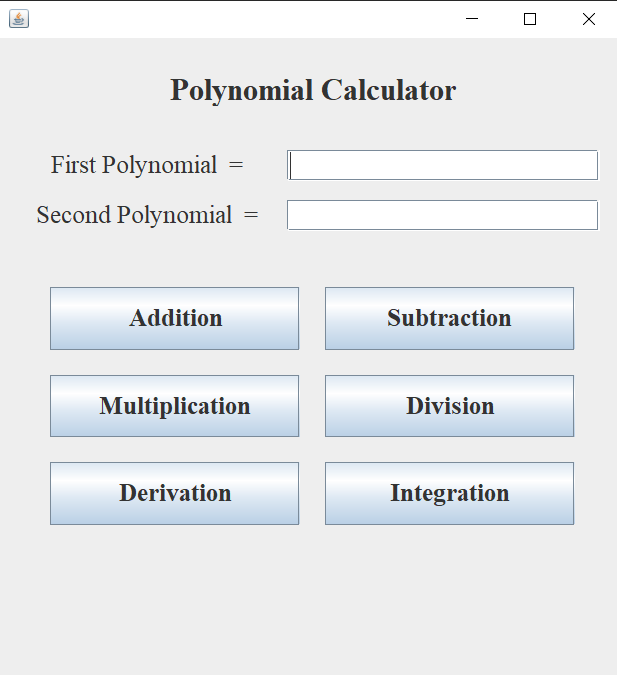 Polynomial Calculator
First Polynomial =
Second Polynomial =
Addition Subtraction
Multiplication Division
Derivation Integration